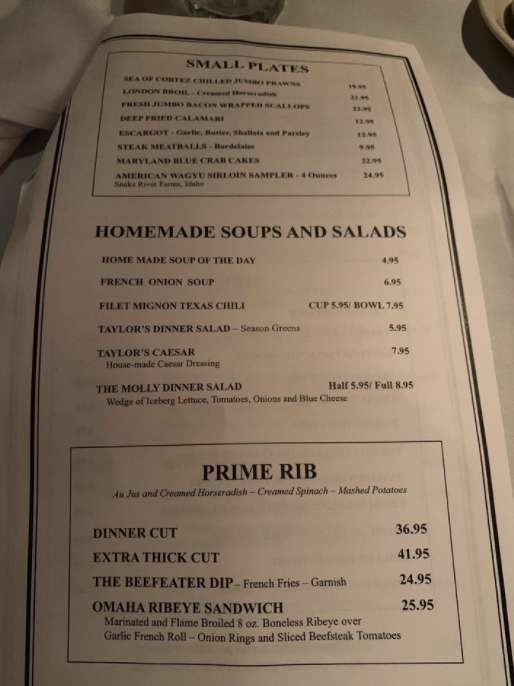 SMALL PLATES
SEA OF CORTEZ CHILLED JUMBO PRAWNS 19.95
LONDON BROIL - Creamed Horseradish 21.95
FRESH JUMBO BACON WRAPPED SCALLOPS 22.95
DEEP FRIED CALAMARI 12.95
ESCARGOT - Garlic, Butter, Shallots and Parsley 12.95
STEAK MEATBALLS - Bordelaise 9.95
MARYLAND BLUE CRAB CAKES 22.95
AMERICAN WAGYU SIRLOIN SAMPLER - 4 Ounces 24.95
Snake River Farms, Idaho
HOMEMADE SOUPS AND SALADS
HOME MADE SOUP OF THE DAY 4.95
FRENCH ONION SOUP 6.95
FILET MIGNON TEXAS CHILI CUP 5.95/ BOWL 7.95
TAYLOR'S DINNER SALAD – Season Greens 5.95
TAYLOR'S CAESAR 7.95
House-made Caesar Dressing
THE MOLLY DINNER SALAD Half 5.95/ Full 8.95
Wedge of Iceberg Lettuce, Tomatoes, Onions and Blue Cheese
PRIME RIB
Au Jus and Creamed Horseradish – Creamed Spinach – Mashed Potatoes
DINNER CUT 36.95
EXTRA THICK CUT 41.95
THE BEEFEATER DIP – French Fries – Garnish 24.95
OMAHA RIBEYE SANDWICH 25.95
Marinated and Flame Broiled 8 oz. Boneless Ribeye over
Garlic French Roll – Onion Rings and Sliced Beefsteak Tomatoes